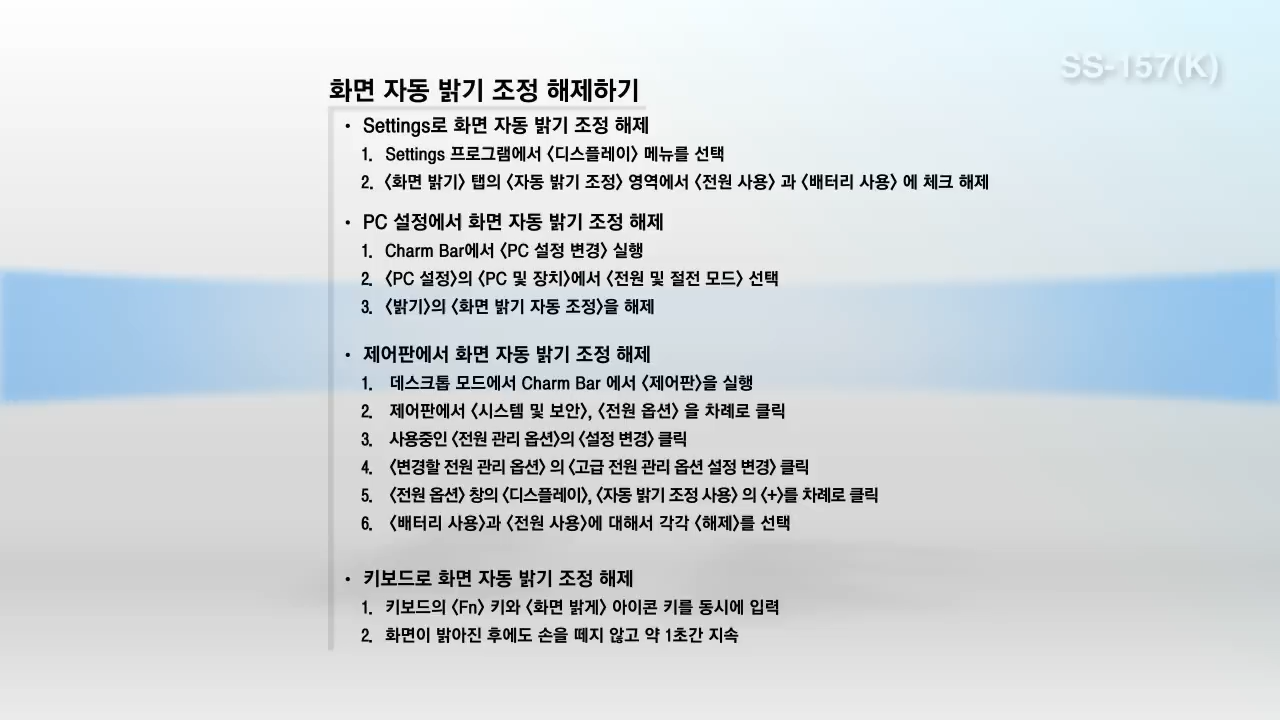 SS-157(K)
화면 자동 밝기 조정 해제하기
• Settings로 화면 자동 밝기 조정 해제
1. Settings 프로그램에서 〈디스플레이〉 메뉴를 선택
2. 〈화면 밝기〉 탭의 〈자동 밝기 조정〉 영역에서 〈전원 사용〉 과 〈배터리 사용〉 에 체크 해제
• PC 설정에서 화면 자동 밝기 조정 해제
1. Charm Bar에서 〈PC 설정 변경〉 실행
2. 〈PC 설정〉의 〈PC 및 장치〉에서 〈전원 및 절전 모드〉 선택
3. 〈밝기〉의 〈화면 밝기 자동 조정〉을 해제
• 제어판에서 화면 자동 밝기 조정 해제
1. 데스크톱 모드에서 Charm Bar 에서 〈제어판〉을 실행
2. 제어판에서 〈시스템 및 보안〉, 〈전원 옵션〉 을 차례로 클릭
3. 사용중인 〈전원 관리 옵션〉의 〈설정 변경〉 클릭
4. 〈변경할 전원 관리 옵션〉 의 〈고급 전원 관리 옵션 설정 변경〉 클릭
5. 〈전원 옵션〉 창의 〈디스플레이〉, 〈자동 밝기 조정 사용〉 의 〈+〉를 차례로 클릭
6. 〈배터리 사용〉과 〈전원 사용〉에 대해서 각각 〈해제〉를 선택
• 키보드로 화면 자동 밝기 조정 해제
1. 키보드의 〈Fn〉 키와 〈화면 밝게〉 아이콘 키를 동시에 입력
2. 화면이 밝아진 후에도 손을 떼지 않고 약 1초간 지속